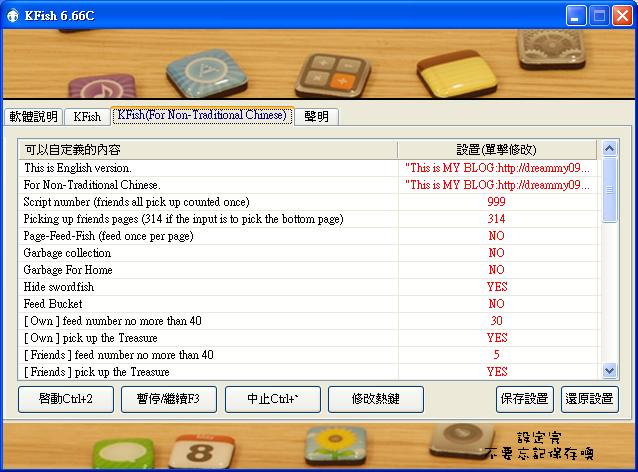 KFish 6.66C
軟體說明 KFish KFish(For Non-Traditional Chinese) 聲明
可以自定義的內容 設置(單擊修改)
This is English version. "This is MY BLOG:http://dreammy09...
For Non-Traditional Chinese. "This is MY BLOG:http://dreammy09...
Script number (friends all pick up counted once) 999
Picking up friends pages (314 if the input is to pick the bottom page) 314
Page-Feed-Fish (feed once per page) NO
Garbage collection NO
Garbage For Home NO
Hide swordfish YES
Feed Bucket NO
[ Own ] feed number no more than 40 30
[ Own ] pick up the Treasure YES
[ Friends ] feed number no more than 40 5
[ Friends ] pick up the Treasure YES
啓動Ctrl+2 暫停/繼續F3 中止Ctrl+` 修改熱鍵 保存設置 還原設置
8
設定完
不要忘記保存噢